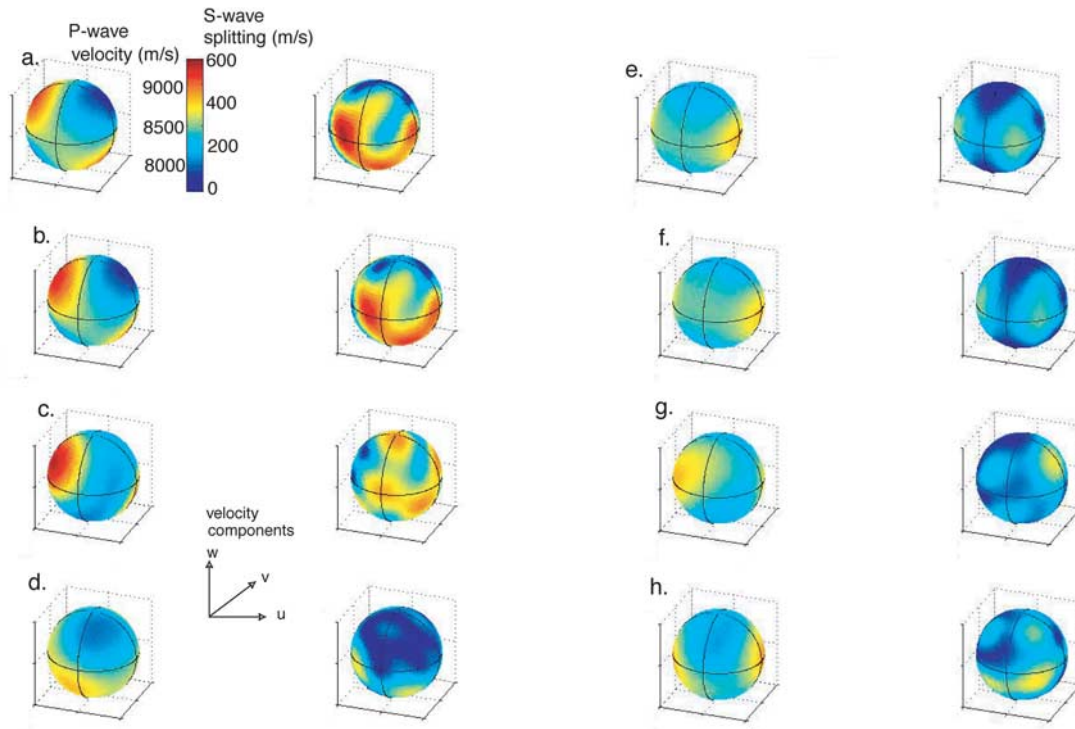 a.
P-wave
velocity (m/s)
S-wave
splitting (m/s)
9000
8500
8000
600
400
200
0
e.
b.
f.
c.
g.
velocity
components
w
v
u
d.
h.